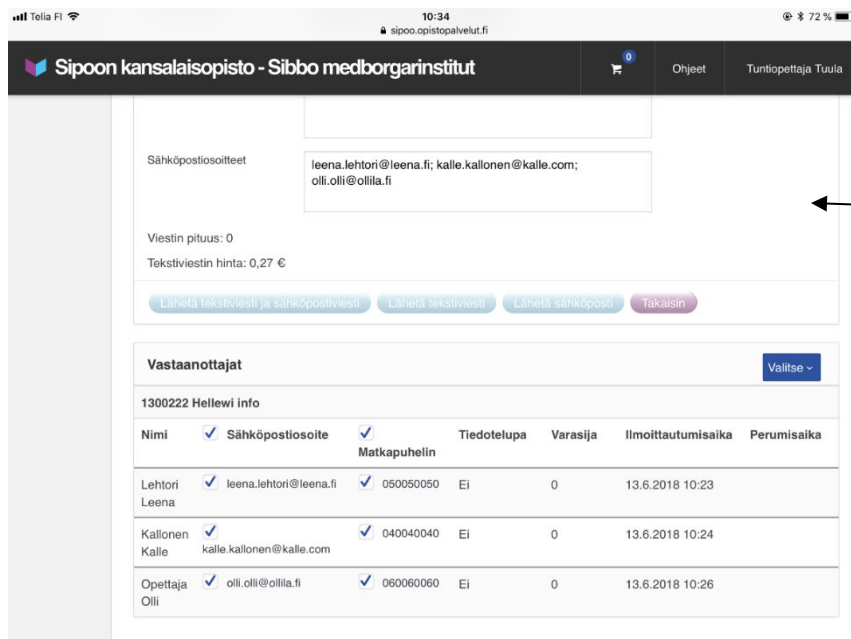 Telia FI
10:34
72 %
sipoo.opistopalvelut.fi
Sipoon kansalaisopisto - Sibbo medborgarinstitut
0
Ohjeet
Tuntiopettaja Tuula
Sähköpostiosoitteet
leena.lehtori@leena.fi; kalle.kallonen@kalle.com;
olli.olli@ollila.fi
Viestin pituus: 0
Tekstiviestin hinta: 0,27 €
Lähetä tekstiviesti ja sähköpostiviesti
Lähetä tekstiviesti
Lähetä sähköposti
Takaisin
Vastaanottajat
Valitse
1300222 Hellewi info
Nimi Sähköpostiosoite Matkapuhelin Tiedotelupa Varasija Ilmoittautumisaika Perumisaika
Lehtori leena.lehtori@leena.fi 050050050 Ei 0 13.6.2018 10:23
Leena
Kallonen 040040040 Ei 0 13.6.2018 10:24
Kalle kalle.kallonen@kalle.com
Opettaja olli.olli@ollila.fi 060060060 Ei 0 13.6.2018 10:26
Olli